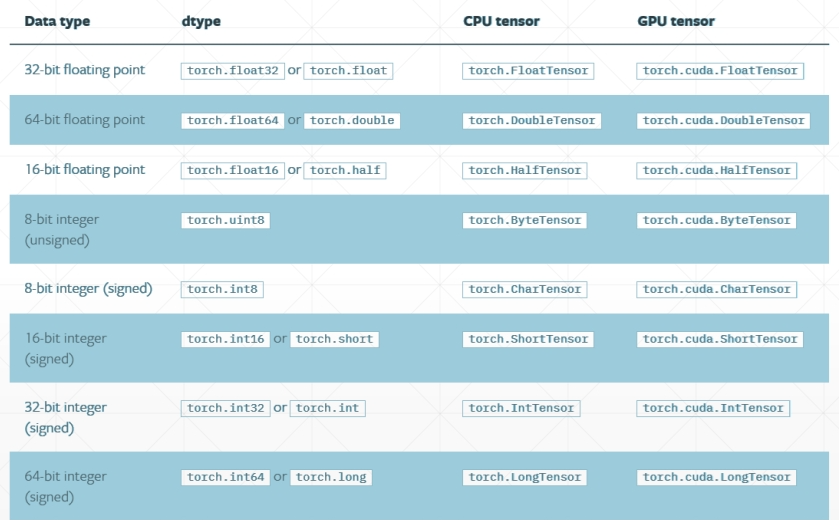 Data type dtype CPU tensor GPU tensor
32-bit floating point torch.float32 or torch.float torch.FloatTensor torch.cuda.FloatTensor
64-bit floating point torch.float64 or torch.double torch.DoubleTensor torch.cuda.DoubleTensor
16-bit floating point torch.float16 or torch.half torch.HalfTensor torch.cuda.HalfTensor
8-bit integer torch.uint8 torch.ByteTensor torch.cuda.ByteTensor
(unsigned)
8-bit integer (signed) torch.int8 torch.CharTensor torch.cuda.CharTensor
16-bit integer torch.int16 or torch.short torch.ShortTensor torch.cuda.ShortTensor
(signed)
32-bit integer torch.int32 or torch.int torch.IntTensor torch.cuda.IntTensor
(signed)
64-bit integer torch.int64 or torch.long torch.LongTensor torch.cuda.LongTensor
(signed)